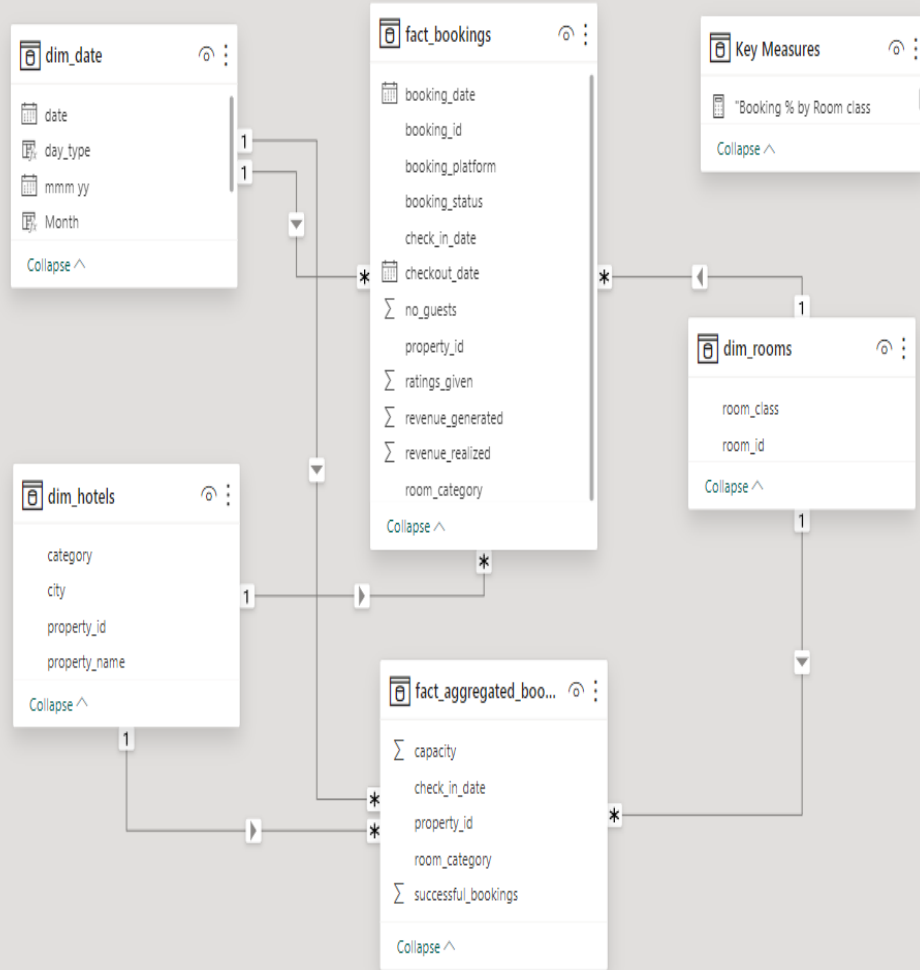 dim_date
date
day_type
mmm yy
Month
Collapse
1
1
fact_bookings
booking_date
booking_id
booking_platform
booking_status
check_in_date
checkout_date
no_guests
property_id
ratings_given
revenue_generated
revenue_realized
room_category
Collapse
*
*
*
Key Measures
"Booking % by Room class
Collapse
1
dim_rooms
room_class
room_id
Collapse
1
dim_hotels
category
city
property_id
property_name
Collapse
1
1
fact_aggregated_boo...
capacity
check_in_date
property_id
room_category
successful_bookings
Collapse
*
*
*